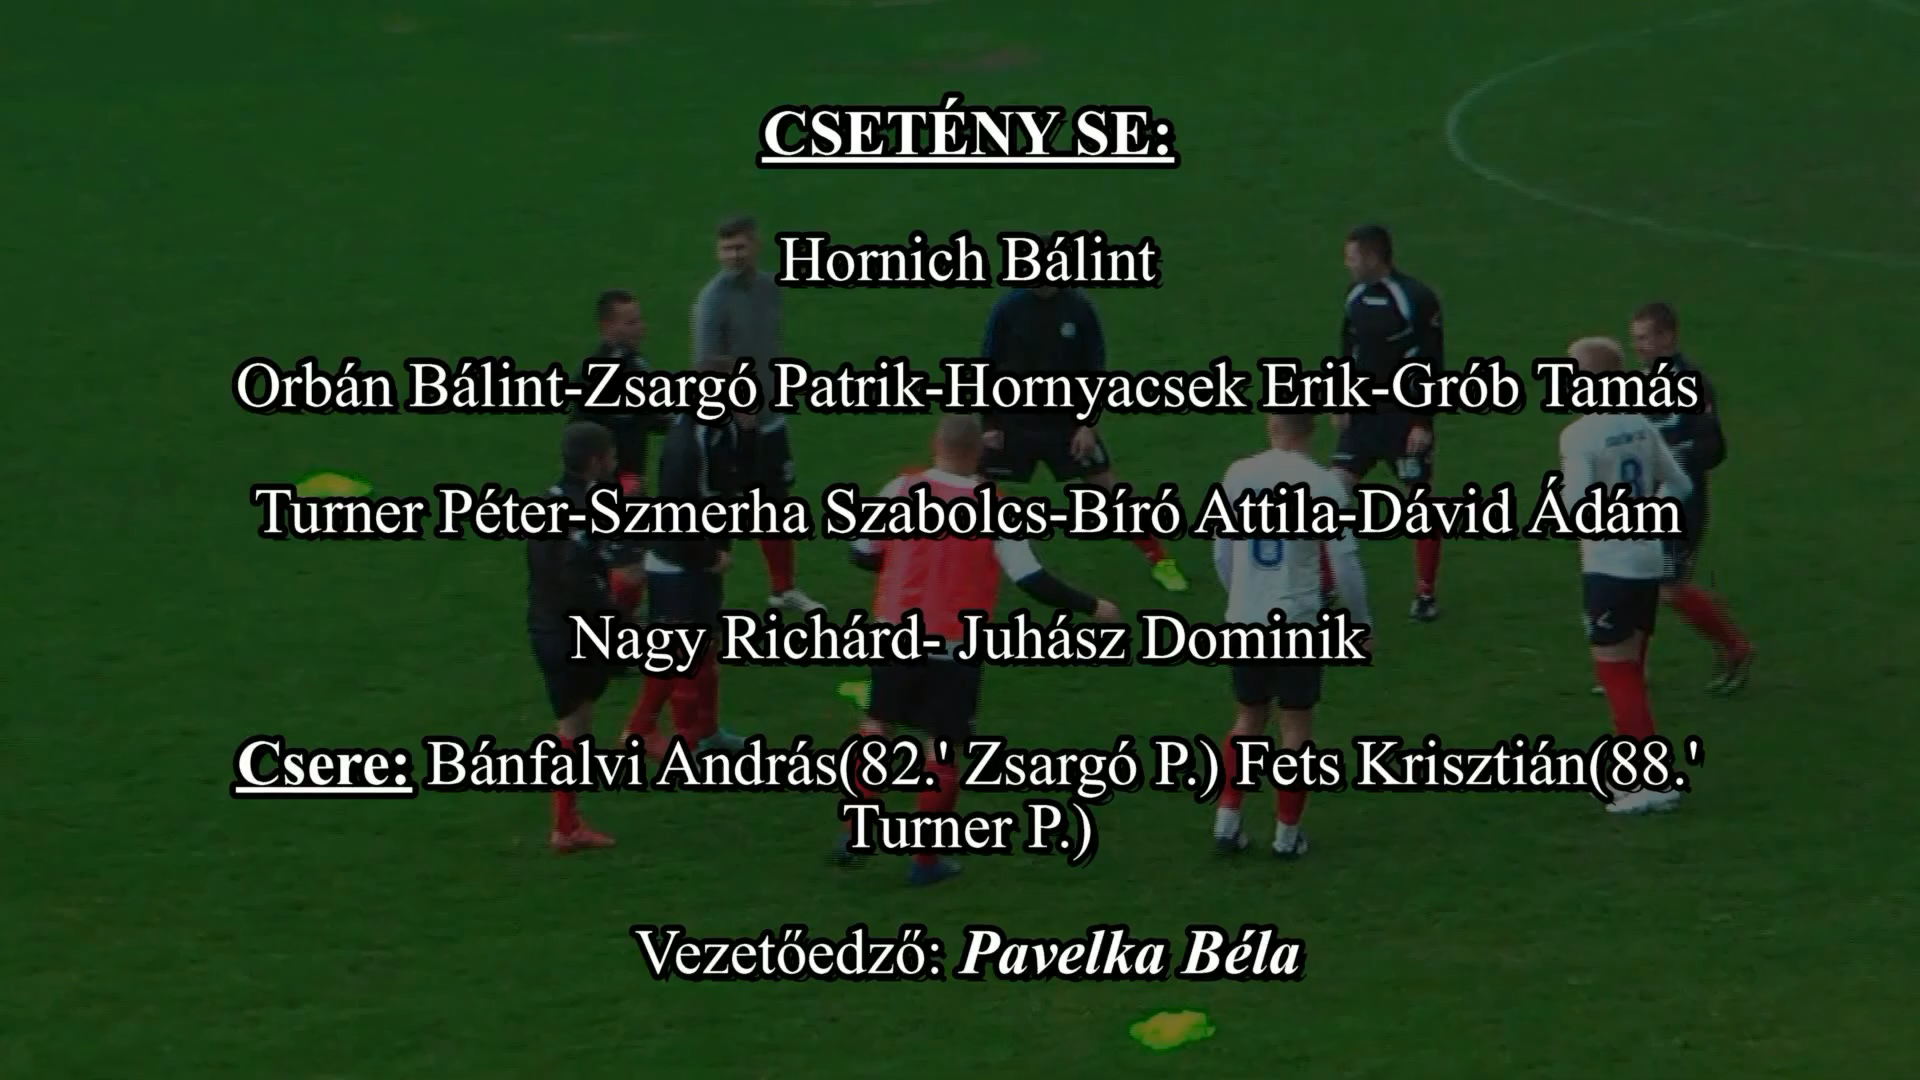 CSETÉNY SE:
Hornich Bálint
Orbán Bálint-Zsargó Patrik-Hornyacsek Erik-Grób Tamás
Turner Péter-Szmerha Szabolcs-Bíró Attila-Dávid Ádám
Nagy Richárd- Juhász Dominik
Csere: Bánfalvi András(82.' Zsargó P.) Fets Krisztián(88.'
Turner P.)
Vezetőedző: Pavelka Béla